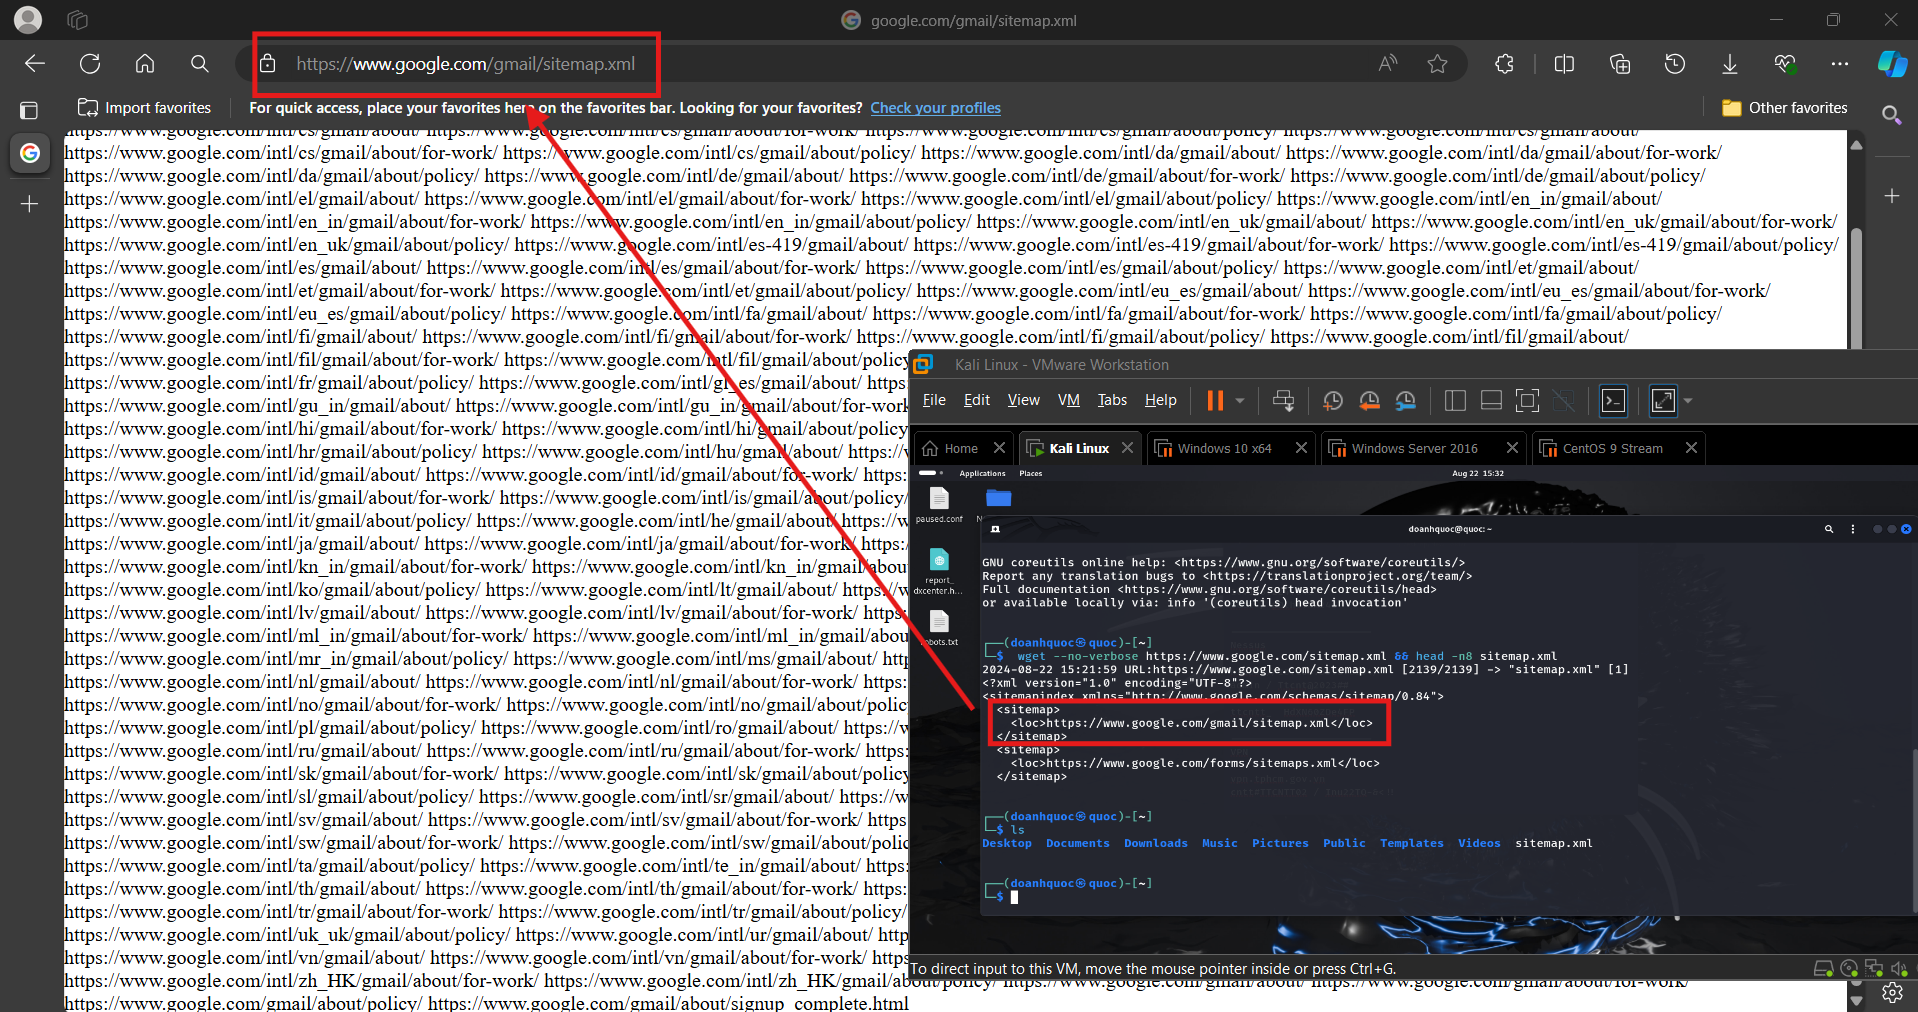 google.com/gmail/sitemap.xml
https://www.google.com/gmail/sitemap.xml
Import favorites
For quick access, place your favorites here on the favorites bar. Looking for your favorites? Check your profiles
Other favorites
https://www.google.com/intl/cs/gmail/about/for-work/ https://www.google.com/intl/cs/gmail/about/policy/ https://www.google.com/intl/da/gmail/about/ https://www.google.com/intl/da/gmail/about/for-work/
https://www.google.com/intl/da/gmail/about/policy/ https://www.google.com/intl/de/gmail/about/ https://www.google.com/intl/de/gmail/about/for-work/ https://www.google.com/intl/de/gmail/about/policy/
https://www.google.com/intl/el/gmail/about/ https://www.google.com/intl/el/gmail/about/for-work/ https://www.google.com/intl/el/gmail/about/policy/ https://www.google.com/intl/en_in/gmail/about/
https://www.google.com/intl/en_in/gmail/about/for-work/ https://www.google.com/intl/en_in/gmail/about/policy/ https://www.google.com/intl/en_uk/gmail/about/ https://www.google.com/intl/en_uk/gmail/about/for-work/
https://www.google.com/intl/en_uk/gmail/about/policy/ https://www.google.com/intl/es-419/gmail/about/ https://www.google.com/intl/es-419/gmail/about/for-work/ https://www.google.com/intl/es-419/gmail/about/policy/
https://www.google.com/intl/es/gmail/about/ https://www.google.com/intl/es/gmail/about/for-work/ https://www.google.com/intl/es/gmail/about/policy/ https://www.google.com/intl/et/gmail/about/
https://www.google.com/intl/et/gmail/about/for-work/ https://www.google.com/intl/et/gmail/about/policy/ https://www.google.com/intl/eu_es/gmail/about/ https://www.google.com/intl/eu_es/gmail/about/for-work/
https://www.google.com/intl/eu_es/gmail/about/policy/ https://www.google.com/intl/fa/gmail/about/ https://www.google.com/intl/fa/gmail/about/for-work/ https://www.google.com/intl/fa/gmail/about/policy/
https://www.google.com/intl/fi/gmail/about/ https://www.google.com/intl/fi/gmail/about/for-work/ https://www.google.com/intl/fi/gmail/about/policy/ https://www.google.com/intl/fil/gmail/about/
https://www.google.com/intl/fil/gmail/about/for-work/ https://www.google.com/intl/fil/gmail/about/policy
https://www.google.com/intl/fr/gmail/about/policy/ https://www.google.com/intl/gl_es/gmail/about/ https
https://www.google.com/intl/gu_in/gmail/about/ https://www.google.com/intl/gu_in/gmail/about/for-work
https://www.google.com/intl/hi/gmail/about/for-work/ https://www.google.com/intl/hi/gmail/about/policy
https://www.google.com/intl/hr/gmail/about/policy/ https://www.google.com/intl/hu/gmail/about/ https://w
https://www.google.com/intl/id/gmail/about/ https://www.google.com/intl/id/gmail/about/for-work/ https:
https://www.google.com/intl/is/gmail/about/for-work/ https://www.google.com/intl/is/gmail/about/policy/
https://www.google.com/intl/it/gmail/about/policy/ https://www.google.com/intl/he/gmail/about/ https://w
https://www.google.com/intl/ja/gmail/about/ https://www.google.com/intl/ja/gmail/about/for-work/ https:/
https://www.google.com/intl/kn_in/gmail/about/for-work/ https://www.google.com/intl/kn_in/gmail/abou
https://www.google.com/intl/ko/gmail/about/policy/ https://www.google.com/intl/lt/gmail/about/ https://w
https://www.google.com/intl/lv/gmail/about/ https://www.google.com/intl/lv/gmail/about/for-work/ https:
https://www.google.com/intl/ml_in/gmail/about/for-work/ https://www.google.com/intl/ml_in/gmail/abou
https://www.google.com/intl/mr_in/gmail/about/policy/ https://www.google.com/intl/ms/gmail/about/ http
https://www.google.com/intl/nl/gmail/about/ https://www.google.com/intl/nl/gmail/about/for-work/ https:
https://www.google.com/intl/no/gmail/about/for-work/ https://www.google.com/intl/no/gmail/about/polic
https://www.google.com/intl/pl/gmail/about/policy/ https://www.google.com/intl/ro/gmail/about/ https://w
https://www.google.com/intl/ru/gmail/about/ https://www.google.com/intl/ru/gmail/about/for-work/ https:
https://www.google.com/intl/sk/gmail/about/for-work/ https://www.google.com/intl/sk/gmail/about/policy
https://www.google.com/intl/sl/gmail/about/policy/ https://www.google.com/intl/sr/gmail/about/ https://w
https://www.google.com/intl/sv/gmail/about/ https://www.google.com/intl/sv/gmail/about/for-work/ https
https://www.google.com/intl/sw/gmail/about/for-work/ https://www.google.com/intl/sw/gmail/about/polic
https://www.google.com/intl/ta/gmail/about/policy/ https://www.google.com/intl/te_in/gmail/about/ https:/
https://www.google.com/intl/th/gmail/about/ https://www.google.com/intl/th/gmail/about/for-work/ https:
https://www.google.com/intl/tr/gmail/about/for-work/ https://www.google.com/intl/tr/gmail/about/policy/
https://www.google.com/intl/uk_uk/gmail/about/policy/ https://www.google.com/intl/ur/gmail/about/ http
https://www.google.com/intl/vn/gmail/about/ https://www.google.com/intl/vn/gmail/about/for-work/ https
https://www.google.com/intl/zh_HK/gmail/about/for-work/ https://www.google.com/intl/zh_HK/gmail/about/policy/ https://www.google.com/gmail/about/ https://www.google.com/gmail/about/for-work/
https://www.google.com/gmail/about/policy/ https://www.google.com/gmail/about/signup_complete.html
Kali Linux - VMware Workstation
File Edit View VM Tabs Help
Home Kali Linux Windows 10 x64 Windows Server 2016 CentOS 9 Stream
Applications Places Aug 22 15:32
paused.conf
report_
dxcenter.h...
doanhquoc@quoc: ~
GNU coreutils online help: <https://www.gnu.org/software/coreutils/>
Report any translation bugs to <https://translationproject.org/team/>
Full documentation <https://www.gnu.org/software/coreutils/head>
or available locally via: info '(coreutils) head invocation'
┌──(doanhquoc㉿quoc)-[~]
└─$ wget --no-verbose https://www.google.com/sitemap.xml && head -n8 sitemap.xml
2024-08-22 15:21:59 URL:https://www.google.com/sitemap.xml [2139/2139] -> "sitemap.xml" [1]
<?xml version="1.0" encoding="UTF-8"?>
<sitemapindex xmlns="http://www.google.com/schemas/sitemap/0.84">
<sitemap>
<loc>https://www.google.com/gmail/sitemap.xml</loc>
</sitemap>
<sitemap>
<loc>https://www.google.com/forms/sitemaps.xml</loc>
</sitemap>
┌──(doanhquoc㉿quoc)-[~]
└─$ ls
Desktop Documents Downloads Music Pictures Public Templates Videos sitemap.xml
┌──(doanhquoc㉿quoc)-[~]
└─$
To direct input to this VM, move the mouse pointer inside or press Ctrl+G.